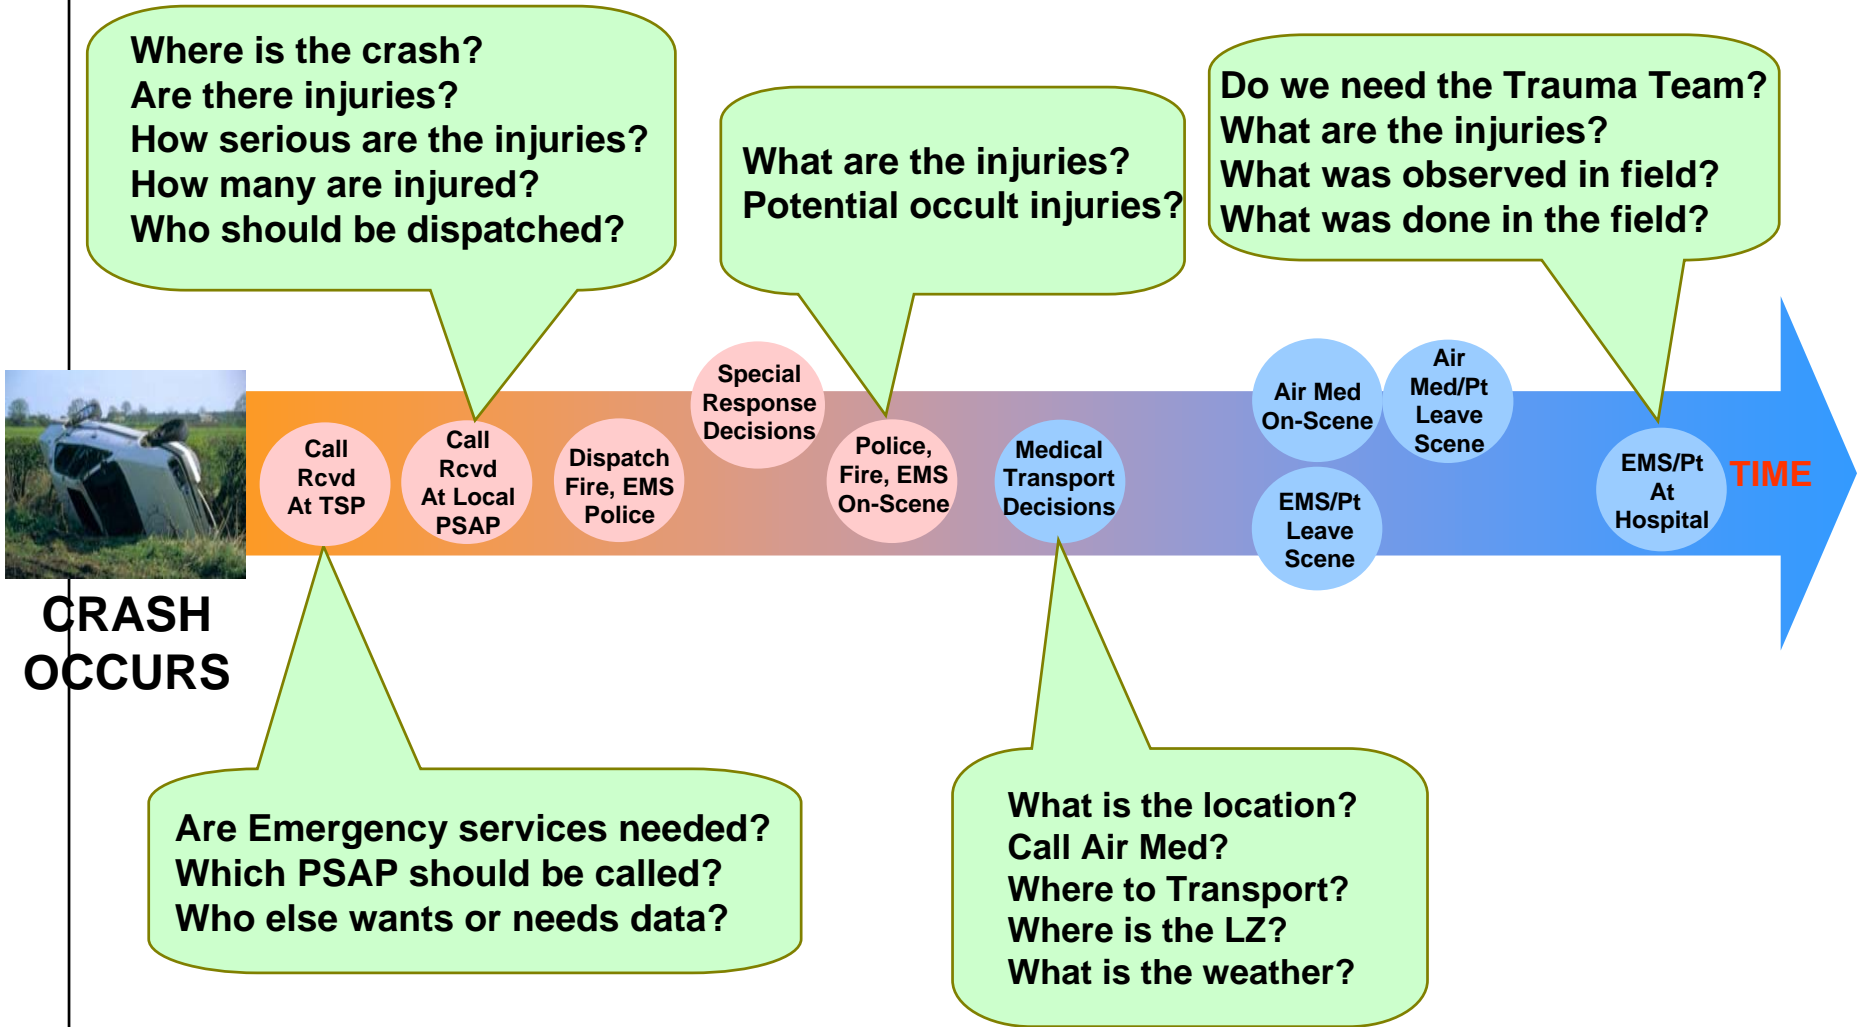 Where is the crash?
Are there injuries?
How serious are the injuries?
How many are injured?
Who should be dispatched?
What are the injuries?
Potential occult injuries?
Do we need the Trauma Team?
What are the injuries?
What was observed in field?
What was done in the field?
CRASH
OCCURS
Call
Rcvd
At TSP
Call
Rcvd
At Local
PSAP
Dispatch
Fire, EMS
Police
Special
Response
Decisions
Police,
Fire, EMS
On-Scene
Medical
Transport
Decisions
Air Med
On-Scene
EMS/Pt
Leave
Scene
Air
Med/Pt
Leave
Scene
EMS/Pt
At
Hospital
TIME
Are Emergency services needed?
Which PSAP should be called?
Who else wants or needs data?
What is the location?
Call Air Med?
Where to Transport?
Where is the LZ?
What is the weather?